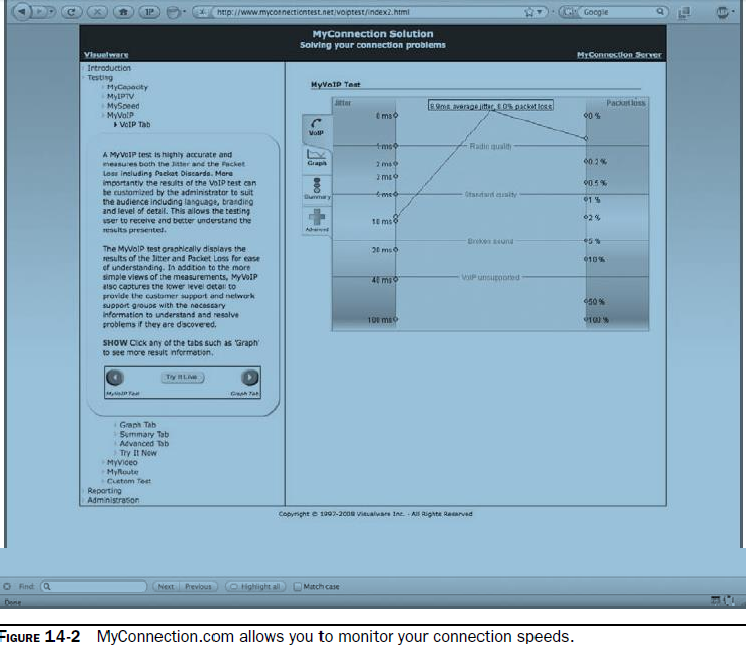 http://www.myconnectiontest.net/voiptest/index2.html
Google
MyConnection Solution
Solving your connection problems
Visualware
MyConnection Server
Introduction
Testing
MyCapacity
MyIPTV
MySpeed
MyVoIP
VoIP Tab
A MyVoIP test is highly accurate and
measures both the Jitter and the Packet
Loss including Packet Discards. More
importantly the results of the VoIP test can
be customized by the administrator to suit
the audience including language, branding
and level of detail. This allows the testing
user to receive and better understand the
results presented.
The MyVoIP test graphically displays the
results of the Jitter and Packet Loss for ease
of understanding. In addition to the more
simple views of the measurements, MyVoIP
also captures the lower level detail to
provide the customer support and network
support groups with the necessary
information to understand and resolve
problems if they are discovered.
SHOW Click any of the tabs such as 'Graph'
to see more result information.
Try It Live
MyVoIP Test
Graph Tab
Graph Tab
Summary Tab
Advanced Tab
Try It Now
MyVideo
MyRoute
Custom Test
Reporting
Administration
MyVoIP Test
VoIP
Graph
Summary
Advanced
Jitter
Packet loss
average jitter, packet loss
0 ms
0 %
1 ms
Radio quality
2 ms
3 ms
0.5 %
Standard quality
1 %
10 ms
2 %
Broken sound
5 %
20 ms
10 %
40 ms
VoIP unsupported
50 %
100 ms
100 %
Copyright © 1997-2008 Visualware Inc. - All Rights Reserved
Find:
Next
Previous
Highlight all
Match case
Done
FIGURE 14-2 MyConnection.com allows you to monitor your connection speeds.